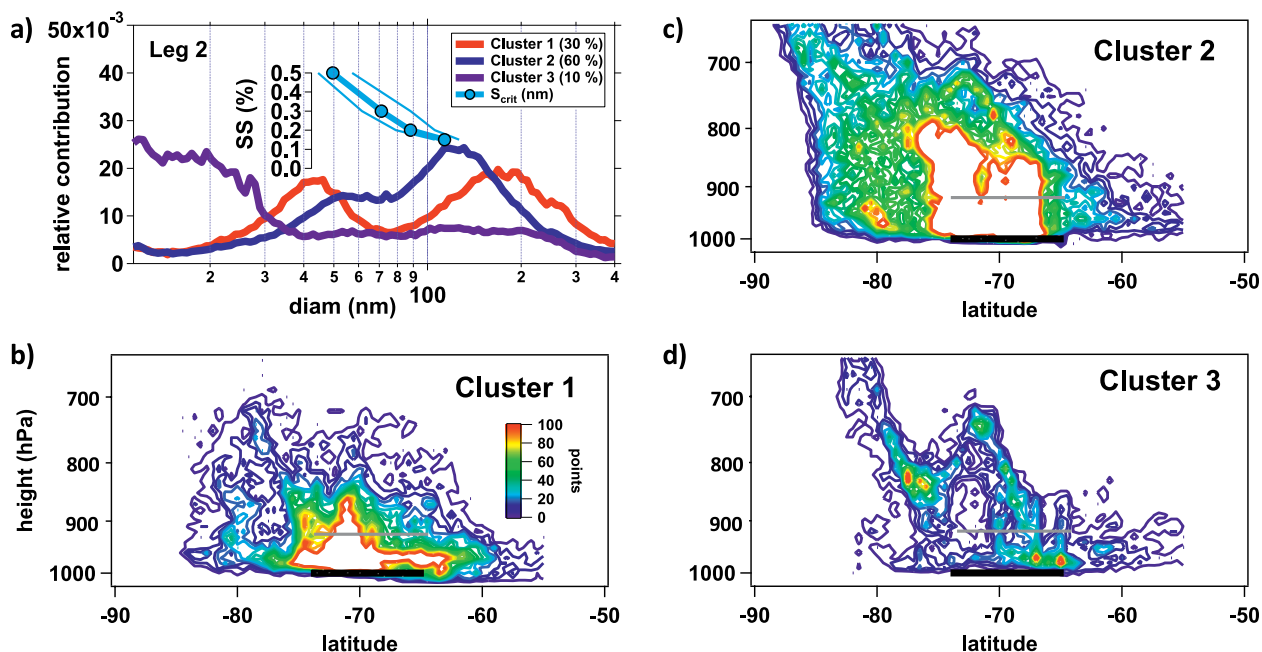 a)
Leg 2
50x10⁻³
40
30
20
10
0
relative contribution
Cluster 1 (30 %)
Cluster 2 (60 %)
Cluster 3 (10 %)
S_crit (nm)
SS (%)
0.5
0.4
0.3
0.2
0.1
0.0
2 3 4 5 6 7 8 9 100 2 3 4
diam (nm)
b)
Cluster 1
height (hPa)
700
800
900
1000
100
80
60
40
20
0
points
-90 -80 -70 -60 -50
latitude
c)
Cluster 2
700
800
900
1000
-90 -80 -70 -60 -50
latitude
d)
Cluster 3
700
800
900
1000
-90 -80 -70 -60 -50
latitude